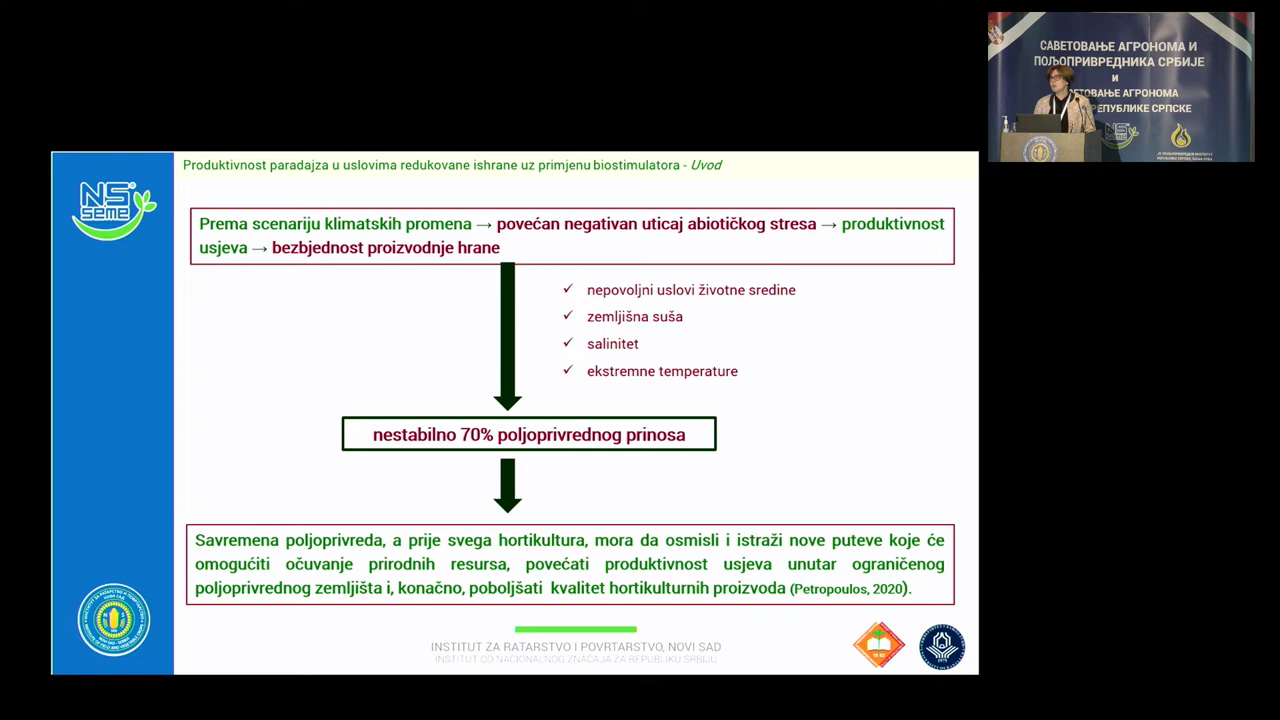 САВЕТОВАЊЕ АГРОНОМА И
ПОЉОПРИВРЕДНИКА СРБИЈЕ
И
САВЕТОВАЊЕ АГРОНОМА
РЕПУБЛИКЕ СРПСКЕ
NS
Produktivnost paradajza u uslovima redukovane ishrane uz primjenu biostimulatora - Uvod
NS®
seme
Prema scenariju klimatskih promena → povećan negativan uticaj abiotičkog stresa → produktivnost
usjeva → bezbjednost proizvodnje hrane
✓ nepovoljni uslovi životne sredine
✓ zemljišna suša
✓ salinitet
✓ ekstremne temperature
nestabilno 70% poljoprivrednog prinosa
Savremena poljoprivreda, a prije svega hortikultura, mora da osmisli i istraži nove puteve koje će
omogućiti očuvanje prirodnih resursa, povećati produktivnost usjeva unutar ograničenog
poljoprivrednog zemljišta i, konačno, poboljšati kvalitet hortikulturnih proizvoda (Petropoulos, 2020).
INSTITUT ZA RATARSTVO I POVRTARSTVO, NOVI SAD
INSTITUT OD NACIONALNOG ZNAČAJA ZA REPUBLIKU SRBIJU